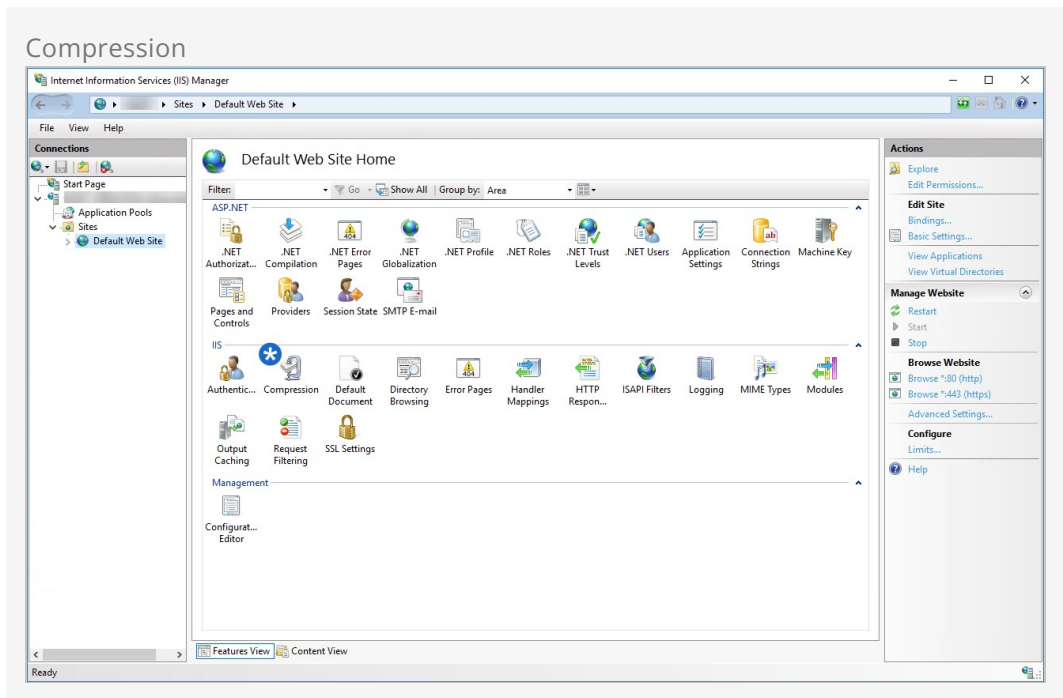 Compression
Internet Information Services (IIS) Manager
Sites
Default Web Site
File View Help
Connections
Start Page
Application Pools
Sites
Default Web Site
Default Web Site Home
Filter: Go Show All Group by: Area
ASP.NET
.NET Authorizat...
.NET Compilation
.NET Error Pages
.NET Globalization
.NET Profile
.NET Roles
.NET Trust Levels
.NET Users
Application Settings
Connection Strings
Machine Key
Pages and Controls
Providers
Session State
SMTP E-mail
IIS
Authentic...
Compression
Default Document
Directory Browsing
Error Pages
Handler Mappings
HTTP Respon...
ISAPI Filters
Logging
MIME Types
Modules
Output Caching
Request Filtering
SSL Settings
Management
Configurat... Editor
Features View Content View
Actions
Explore
Edit Permissions...
Edit Site
Bindings...
Basic Settings...
View Applications
View Virtual Directories
Manage Website
Restart
Start
Stop
Browse Website
Browse *:80 (http)
Browse *:443 (https)
Advanced Settings...
Configure
Limits...
Help
Ready